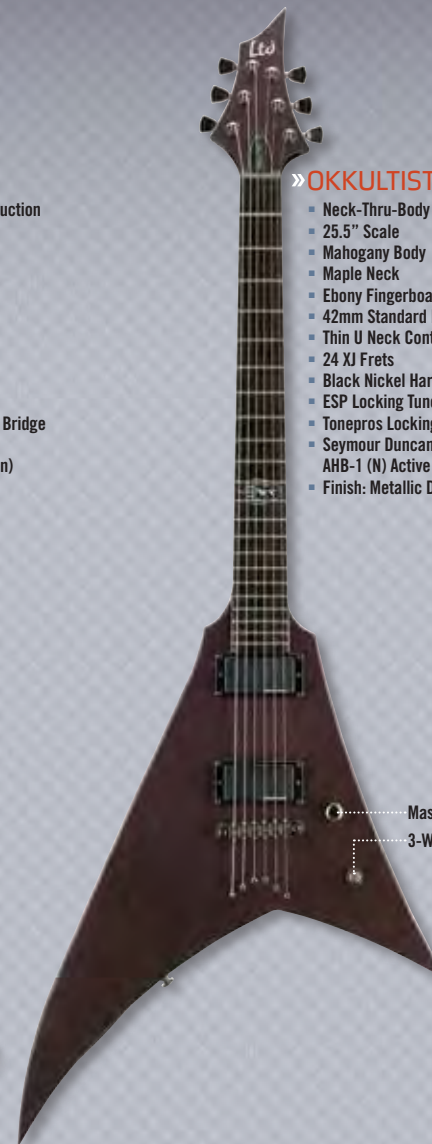 Ltd
uction
Bridge
n)
»OKKULTIST
Neck-Thru-Body
25.5” Scale
Mahogany Body
Maple Neck
Ebony Fingerboa
42mm Standard
Thin U Neck Cont
24 XJ Frets
Black Nickel Har
ESP Locking Tune
Tonepros Locking
Seymour Duncan
AHB-1 (N) Active
Finish: Metallic D
Mas
3-W